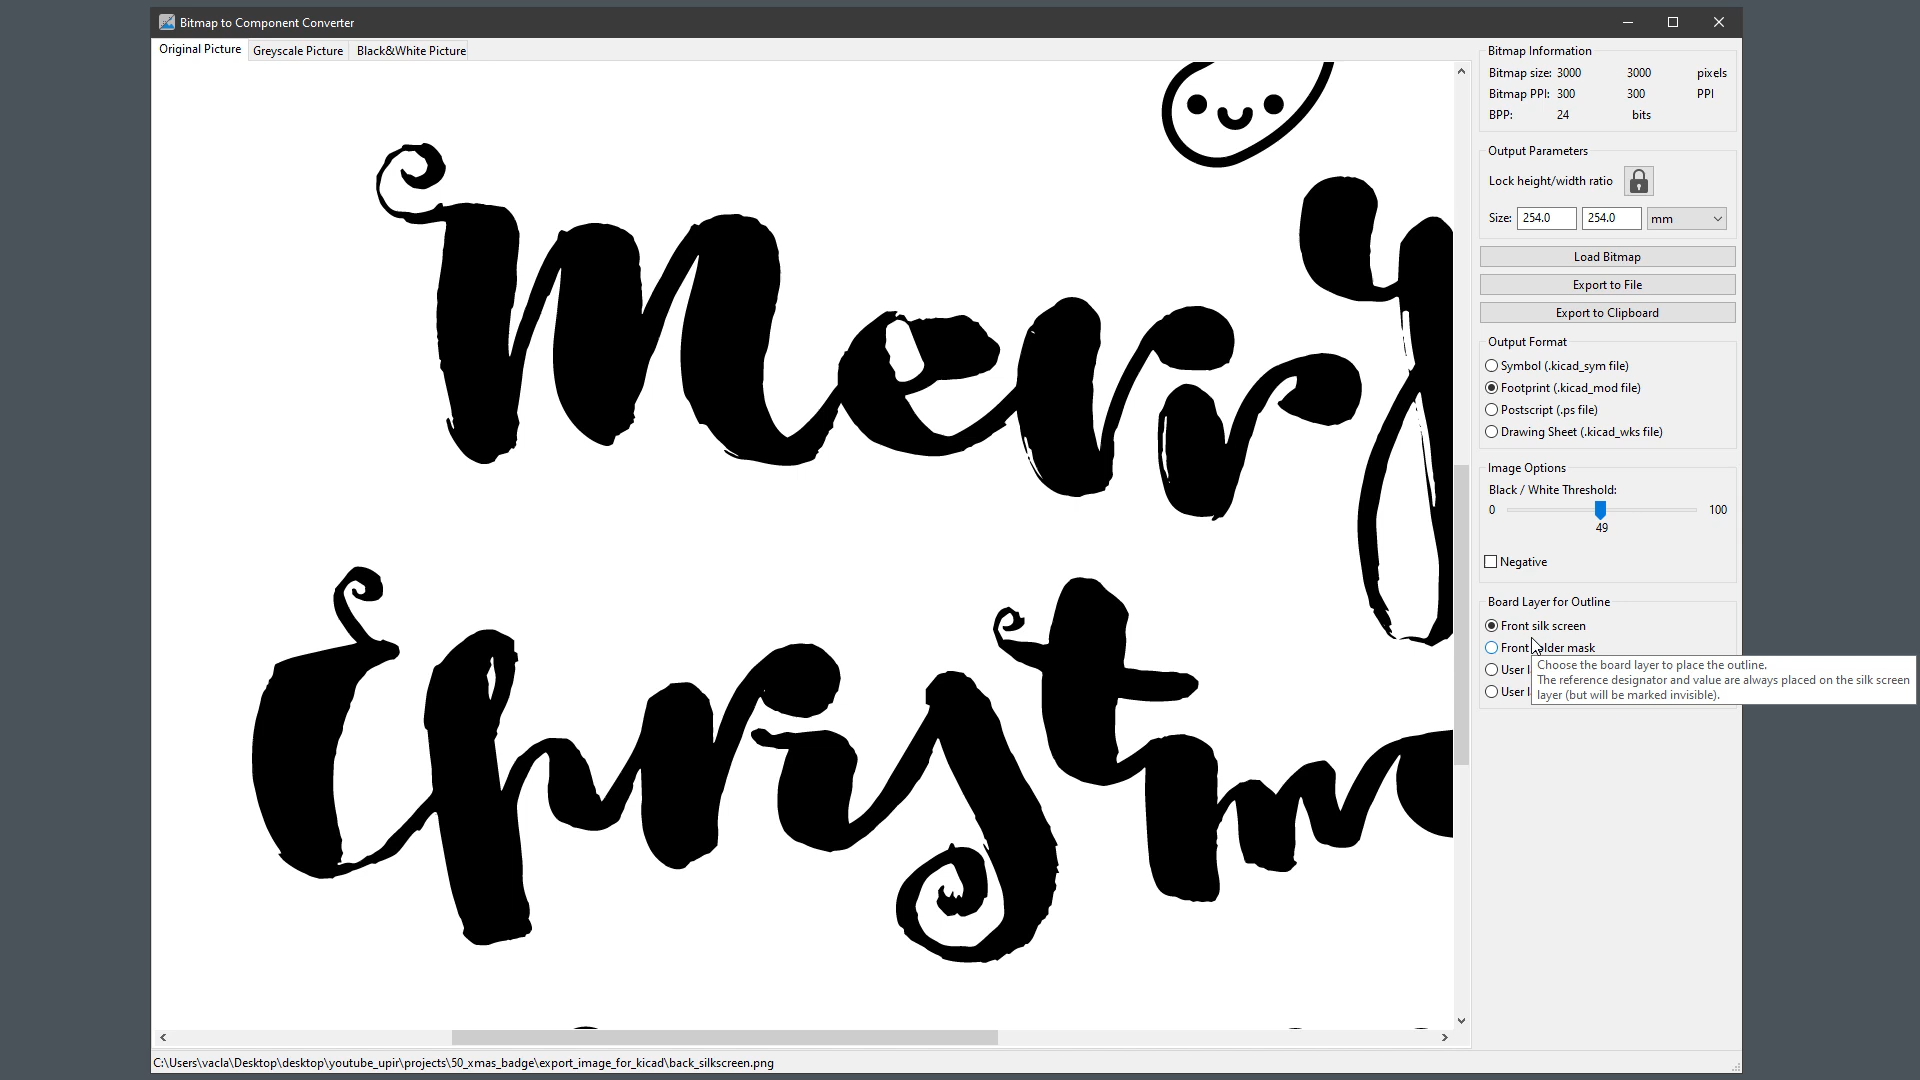 Bitmap to Component Converter
Original Picture
Greyscale Picture
Black&White Picture
Merry
Christm
Bitmap Information
Bitmap size: 3000 3000 pixels
Bitmap PPI: 300 300 PPI
BPP: 24 bits
Output Parameters
Lock height/width ratio
Size: 254.0 254.0 mm
Load Bitmap
Export to File
Export to Clipboard
Output Format
Symbol (.kicad_sym file)
Footprint (.kicad_mod file)
Postscript (.ps file)
Drawing Sheet (.kicad_wks file)
Image Options
Black / White Threshold:
0 100
49
Negative
Board Layer for Outline
Front silk screen
Front solder mask
User
User
Choose the board layer to place the outline.
The reference designator and value are always placed on the silk screen
layer (but will be marked invisible).
C:\Users\vacla\Desktop\desktop\youtube_upir\projects\50_xmas_badge\export_image_for_kicad\back_silkscreen.png